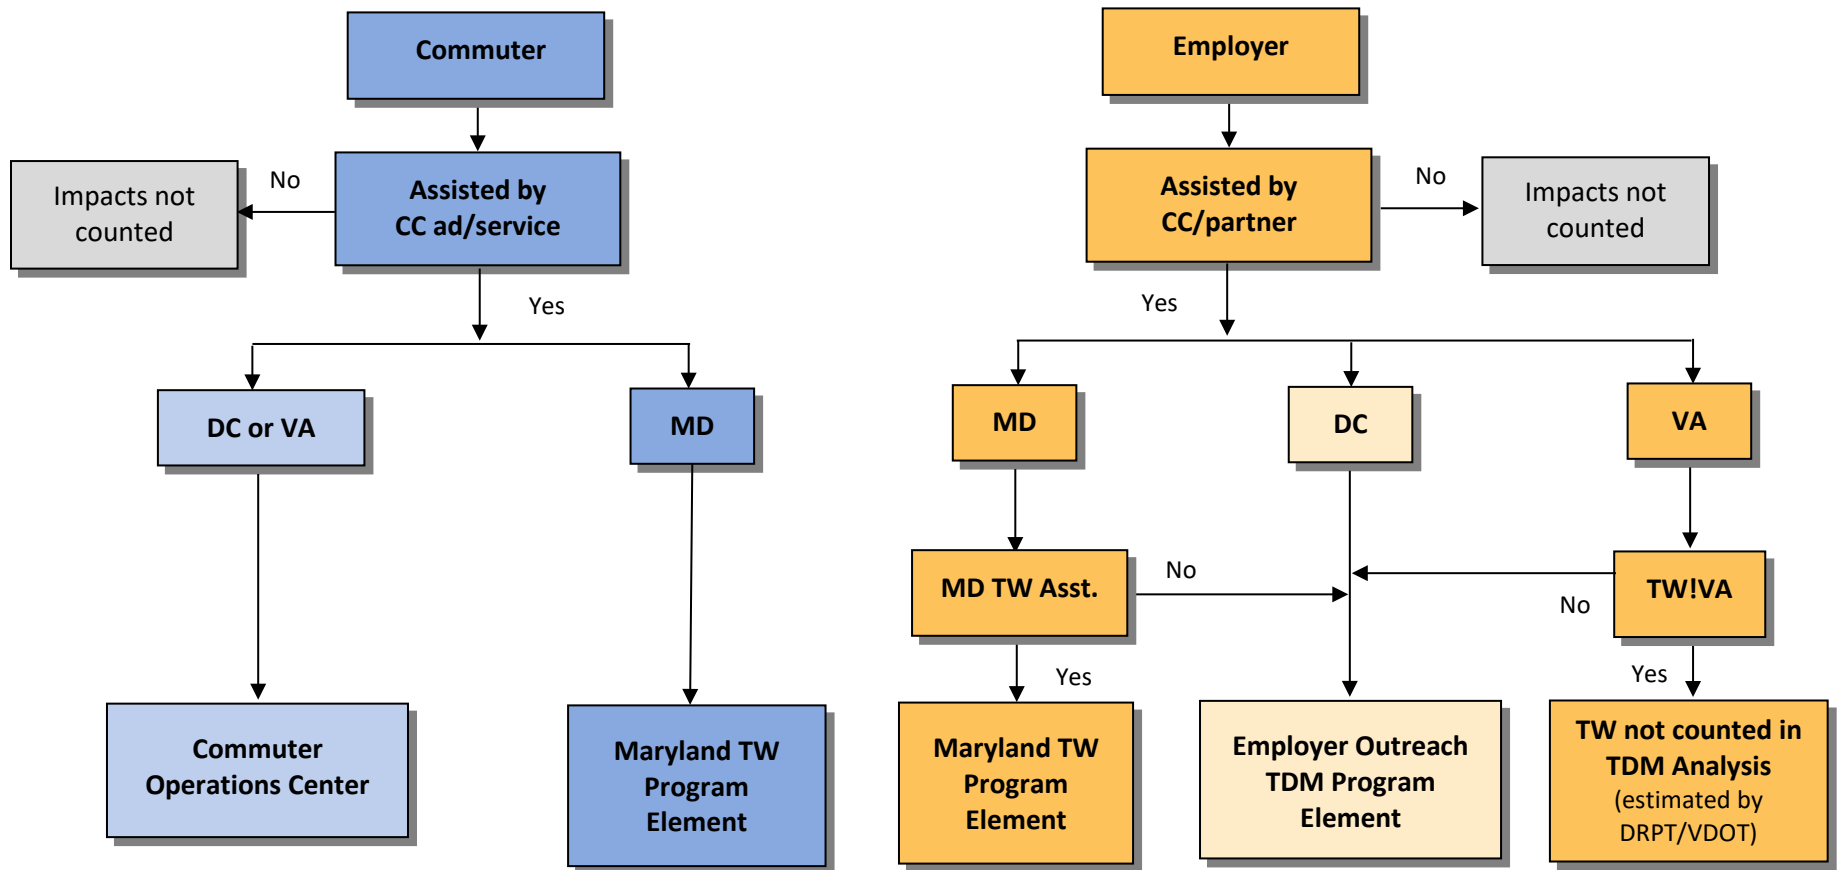 Commuter
Impacts not
counted
No
Assisted by
CC ad/service
Yes
DC or VA
MD
Commuter
Operations Center
Maryland TW
Program
Element
Employer
Assisted by
CC/partner
No
Impacts not
counted
Yes
MD
DC
VA
MD TW Asst.
No
No
TW!VA
Yes
Yes
Maryland TW
Program
Element
Employer Outreach
TDM Program
Element
TW not counted in
TDM Analysis
(estimated by
DRPT/VDOT)